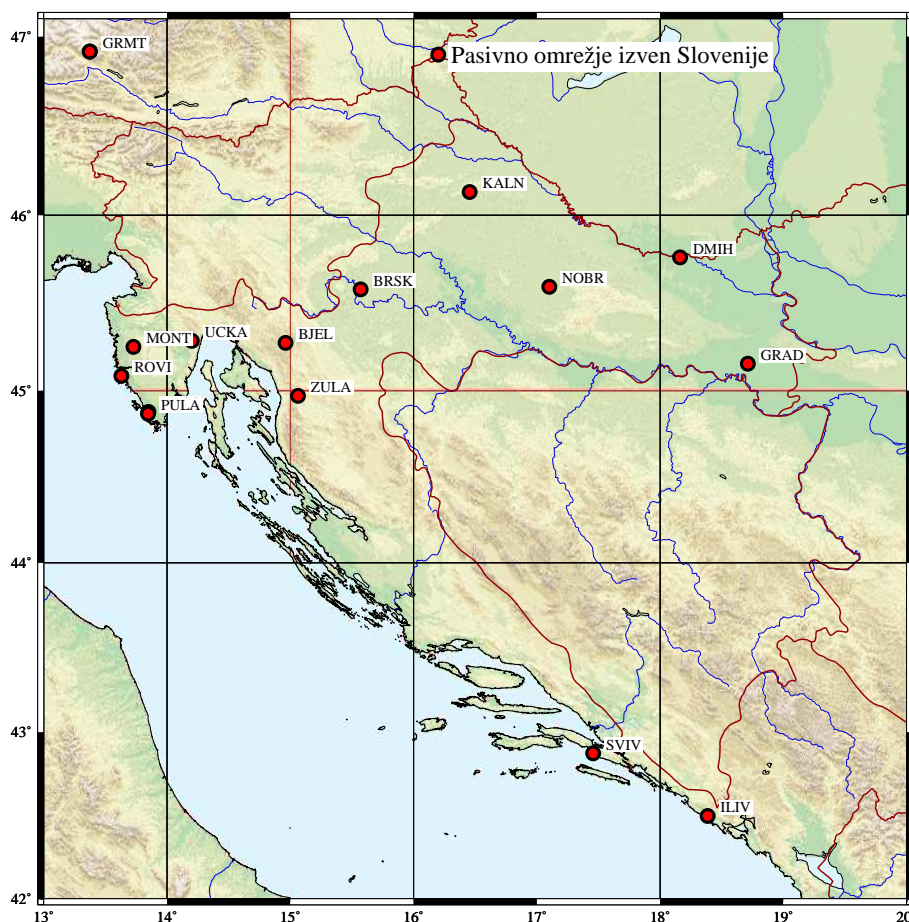 47˚
GRMT
Pasivno omrežje izven Slovenije
KALN
46˚
DMIH
BRSK
NOBR
UCKA
MONT
BJEL
GRAD
ROVI
45˚
ZULA
PULA
44˚
43˚
SVIV
ILIV
42˚
13˚ 14˚ 15˚ 16˚ 17˚ 18˚ 19˚ 20